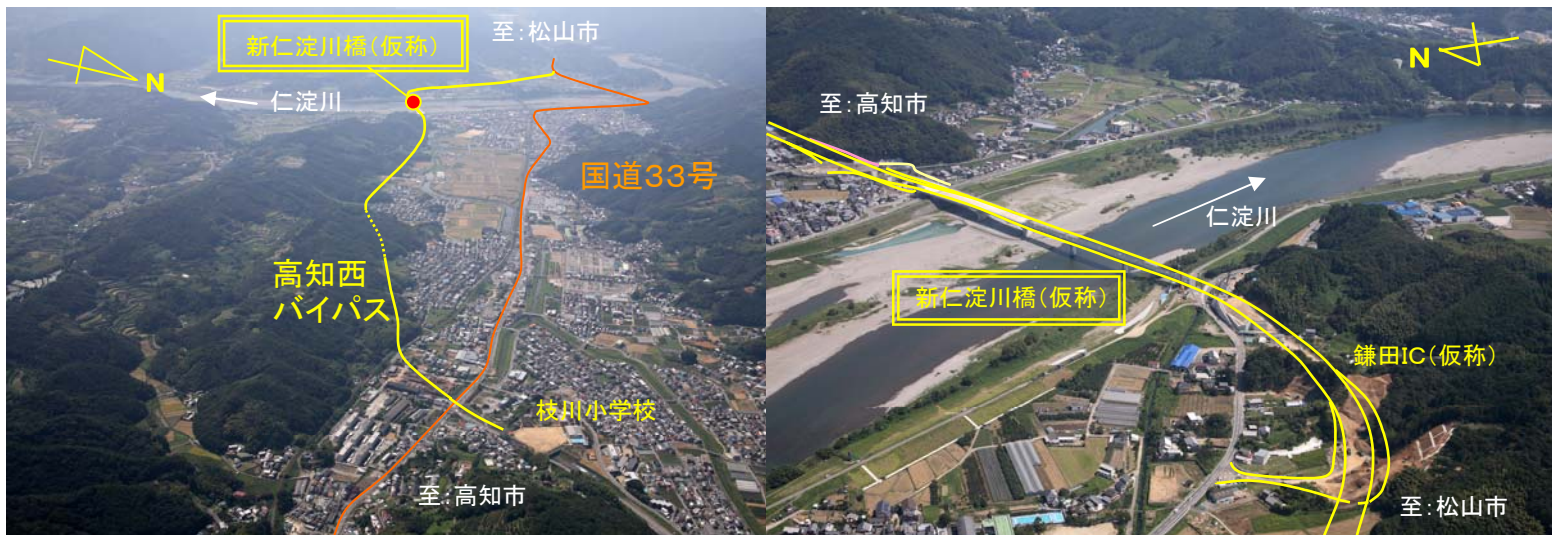 新仁淀川橋(仮称)
至:松山市
N
仁淀川
国道33号
高知西
バイパス
枝川小学校
至:高知市
N
至:高知市
仁淀川
新仁淀川橋(仮称)
鎌田IC(仮称)
至:松山市